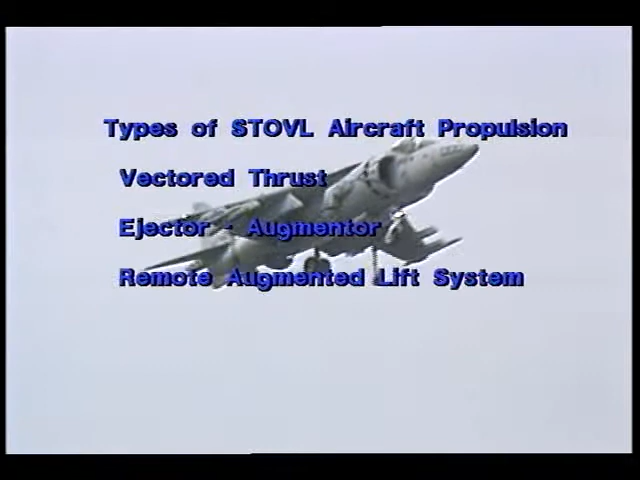 Types of STOVL Aircraft Propulsion
Vectored Thrust
Ejector - Augmentor
Remote Augmented Lift System